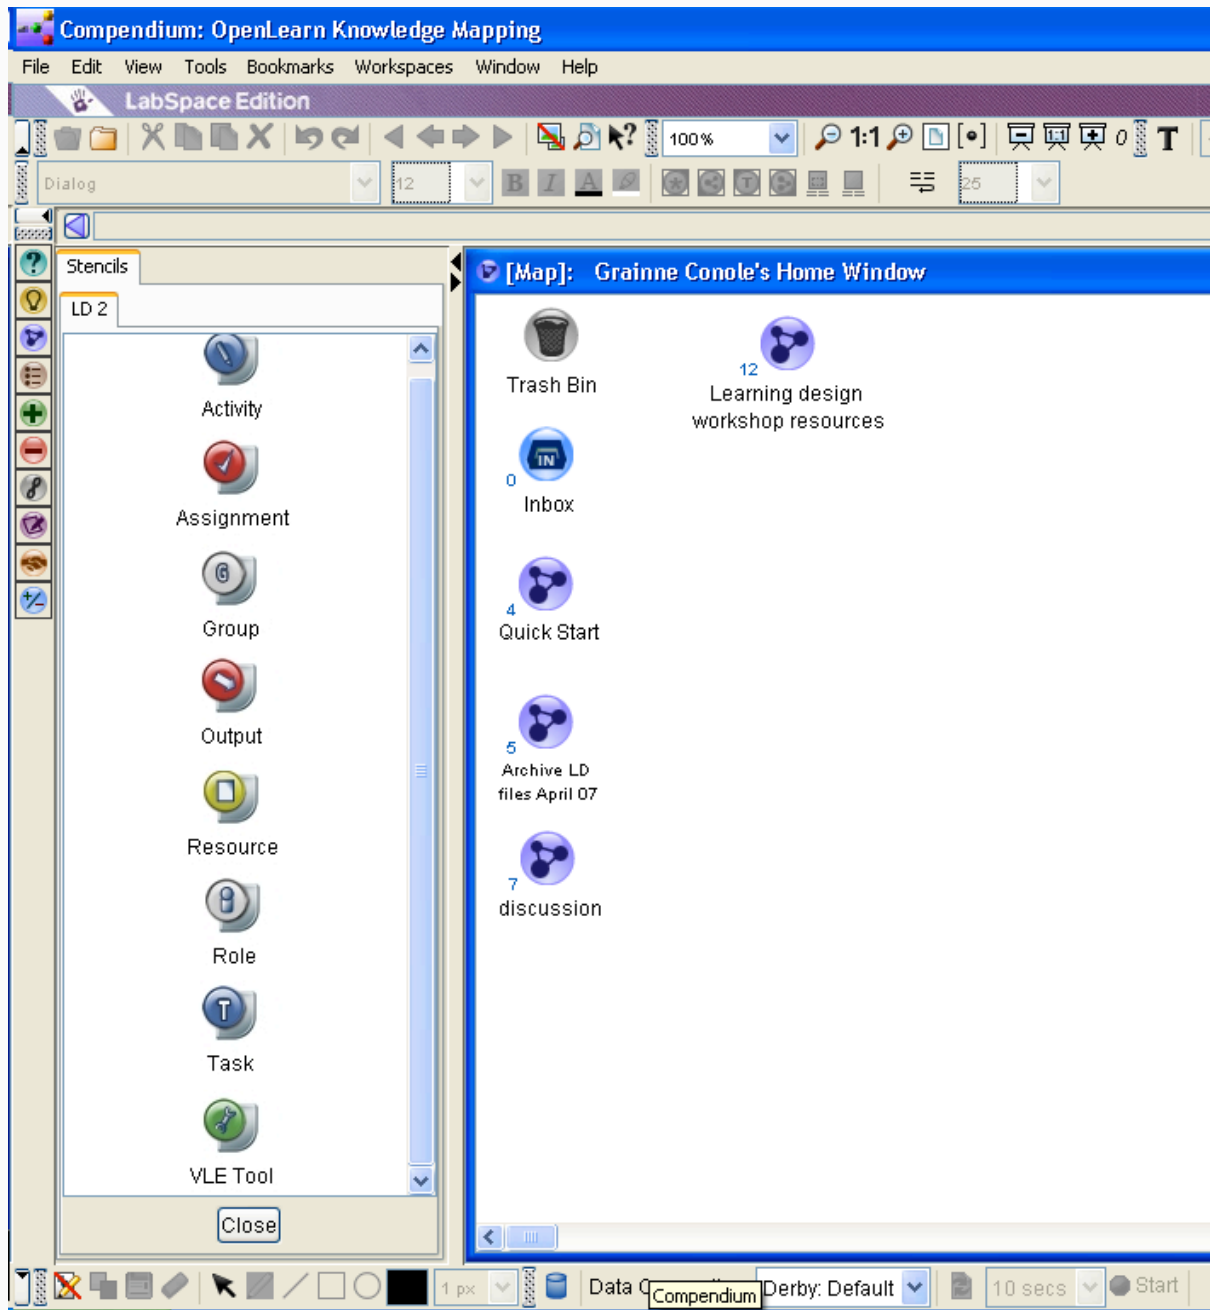 Compendium: OpenLearn Knowledge Mapping
File Edit View Tools Bookmarks Workspaces Window Help
LabSpace Edition
100% 1:1 [•] 1:1 0 T
Dialog 12 B I A T 25
Stencils
LD 2
Activity
Assignment
G
Group
Output
Resource
Role
T
Task
VLE Tool
Close
[Map]: Grainne Conole's Home Window
Trash Bin
12
Learning design
workshop resources
IN
0
Inbox
4
Quick Start
5
Archive LD
files April 07
7
discussion
1 px Data Derby: Default 10 secs Start
Compendium